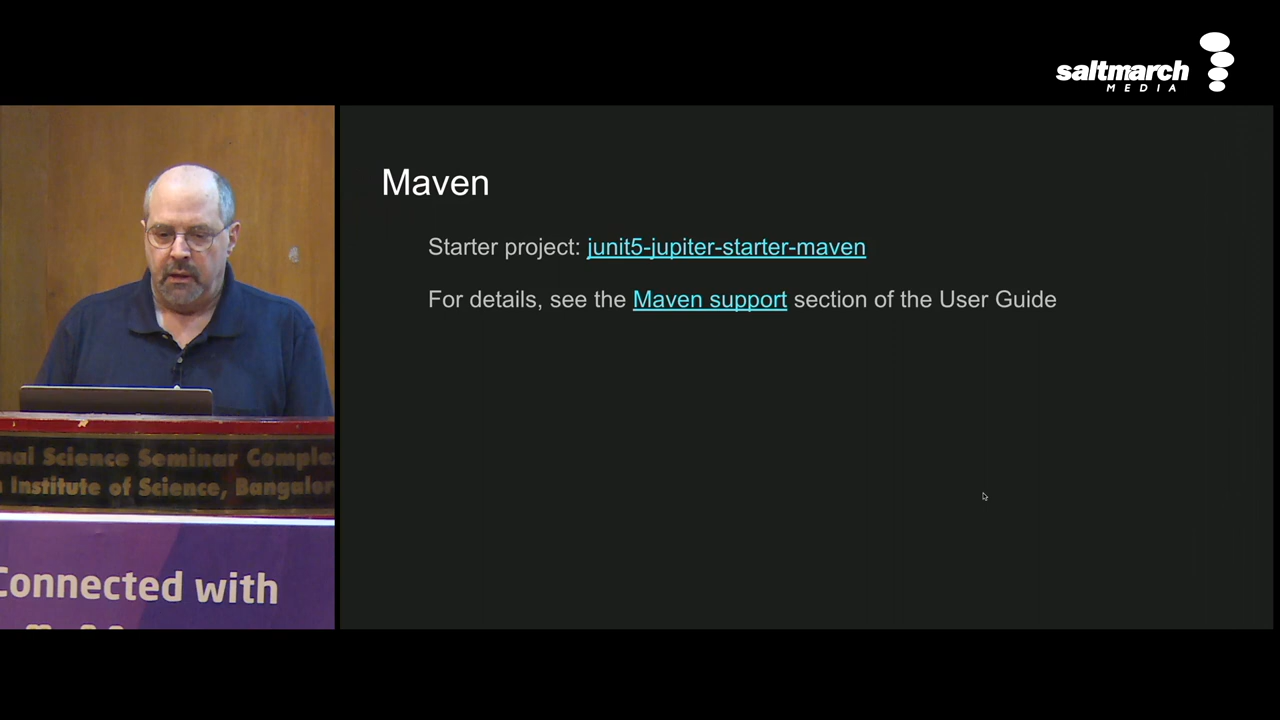 saltmarch
MEDIA
Maven
Starter project: junit5-jupiter-starter-maven
For details, see the Maven support section of the User Guide
nal Science Seminar Comple
Institute of Science, Bangalor
Connected with